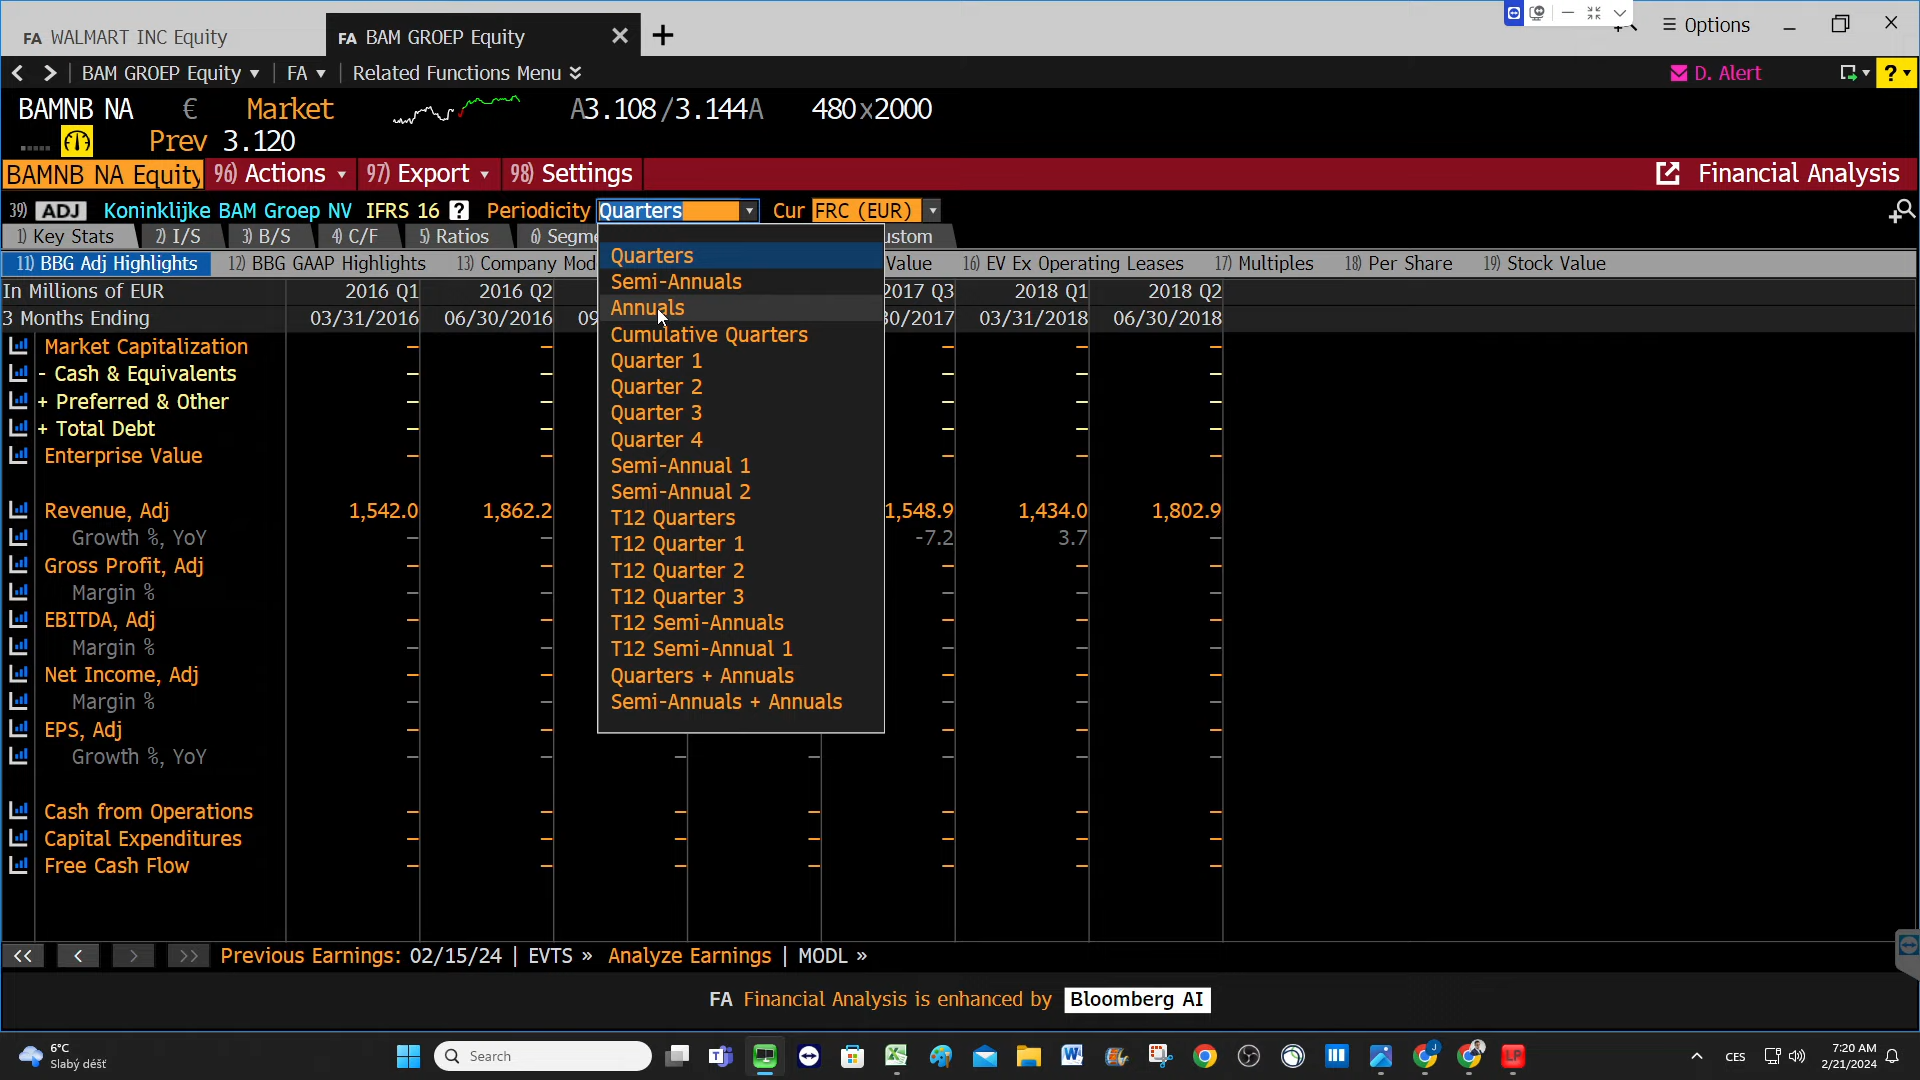 FA WALMART INC Equity
FA BAM GROEP Equity
Options
BAM GROEP Equity
FA
Related Functions Menu
D. Alert
?
BAMNB NA € Market A3.108/3.144A 480x2000
Prev 3.120
BAMNB NA Equity 96) Actions 97) Export 98) Settings Financial Analysis
39) ADJ Koninklijke BAM Groep NV IFRS 16 ? Periodicity Quarters Cur FRC (EUR)
1) Key Stats 2) I/S 3) B/S 4) C/F 5) Ratios 6) Segme ustom
11) BBG Adj Highlights 12) BBG GAAP Highlights 13) Company Mod Value 16) EV Ex Operating Leases 17) Multiples 18) Per Share 19) Stock Value
In Millions of EUR 2016 Q1 2016 Q2 2017 Q3 2018 Q1 2018 Q2
3 Months Ending 03/31/2016 06/30/2016 09 30/2017 03/31/2018 06/30/2018
Quarters
Semi-Annuals
Annuals
Cumulative Quarters
Quarter 1
Quarter 2
Quarter 3
Quarter 4
Semi-Annual 1
Semi-Annual 2
T12 Quarters
T12 Quarter 1
T12 Quarter 2
T12 Quarter 3
T12 Semi-Annuals
T12 Semi-Annual 1
Quarters + Annuals
Semi-Annuals + Annuals
Market Capitalization – – – – –
- Cash & Equivalents – – – – –
+ Preferred & Other – – – – –
+ Total Debt – – – – –
Enterprise Value – – – – –
Revenue, Adj 1,542.0 1,862.2 1,548.9 1,434.0 1,802.9
Growth %, YoY – – -7.2 3.7 –
Gross Profit, Adj – – – – –
Margin % – – – – –
EBITDA, Adj – – – – –
Margin % – – – – –
Net Income, Adj – – – – –
Margin % – – – – –
EPS, Adj – – – – –
Growth %, YoY – – – – – – –
Cash from Operations – – – – – – –
Capital Expenditures – – – – – – –
Free Cash Flow – – – – – – –
Previous Earnings: 02/15/24 | EVTS » Analyze Earnings | MODL »
FA Financial Analysis is enhanced by Bloomberg AI
6°C
Slabý déšť
Search
CES
7:20 AM
2/21/2024